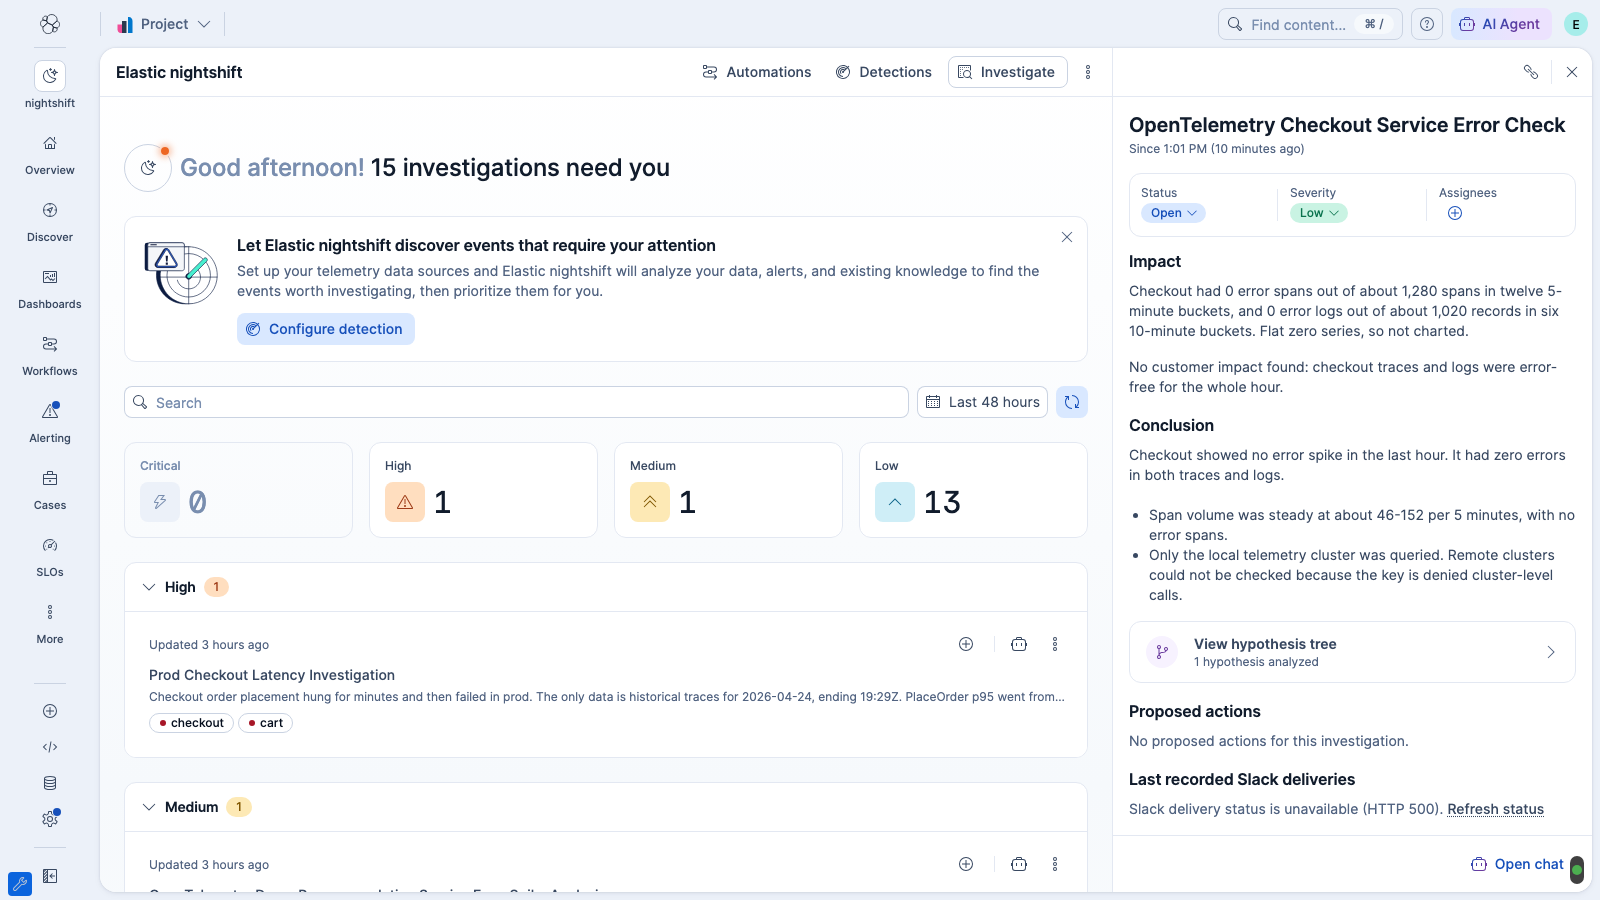 Project
Find content...
⌘ /
AI Agent
E
nightshift
Overview
Discover
Dashboards
Workflows
Alerting
Cases
SLOs
More
Elastic nightshift
Automations
Detections
Investigate
Good afternoon! 15 investigations need you
Let Elastic nightshift discover events that require your attention
Set up your telemetry data sources and Elastic nightshift will analyze your data, alerts, and existing knowledge to find the
events worth investigating, then prioritize them for you.
Configure detection
Search
Last 48 hours
Critical
0
High
1
Medium
1
Low
13
High 1
Updated 3 hours ago
Prod Checkout Latency Investigation
Checkout order placement hung for minutes and then failed in prod. The only data is historical traces for 2026-04-24, ending 19:29Z. PlaceOrder p95 went from...
checkout
cart
Medium 1
Updated 3 hours ago
OpenTelemetry Checkout Service Error Check
Since 1:01 PM (10 minutes ago)
Status
Open
Severity
Low
Assignees
Impact
Checkout had 0 error spans out of about 1,280 spans in twelve 5-
minute buckets, and 0 error logs out of about 1,020 records in six
10-minute buckets. Flat zero series, so not charted.
No customer impact found: checkout traces and logs were error-
free for the whole hour.
Conclusion
Checkout showed no error spike in the last hour. It had zero errors
in both traces and logs.
• Span volume was steady at about 46-152 per 5 minutes, with no
error spans.
• Only the local telemetry cluster was queried. Remote clusters
could not be checked because the key is denied cluster-level
calls.
View hypothesis tree
1 hypothesis analyzed
Proposed actions
No proposed actions for this investigation.
Last recorded Slack deliveries
Slack delivery status is unavailable (HTTP 500). Refresh status
Open chat